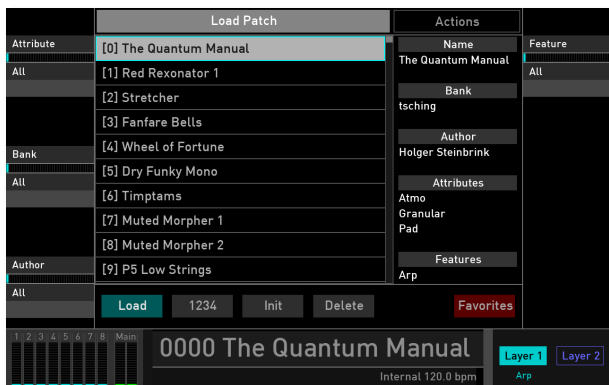 Load Patch
Actions
Attribute
All
Bank
All
Author
All
[0] The Quantum Manual
[1] Red Rexonator 1
[2] Stretcher
[3] Fanfare Bells
[4] Wheel of Fortune
[5] Dry Funky Mono
[6] Timptams
[7] Muted Morpher 1
[8] Muted Morpher 2
[9] P5 Low Strings
Name
The Quantum Manual
Bank
tsching
Author
Holger Steinbrink
Attributes
Atmo
Granular
Pad
Features
Arp
Feature
All
Load 1234 Init Delete Favorites
1 2 3 4 5 6 7 8 Main
0000 The Quantum Manual
Internal 120.0 bpm
Layer 1 Layer 2
Arp